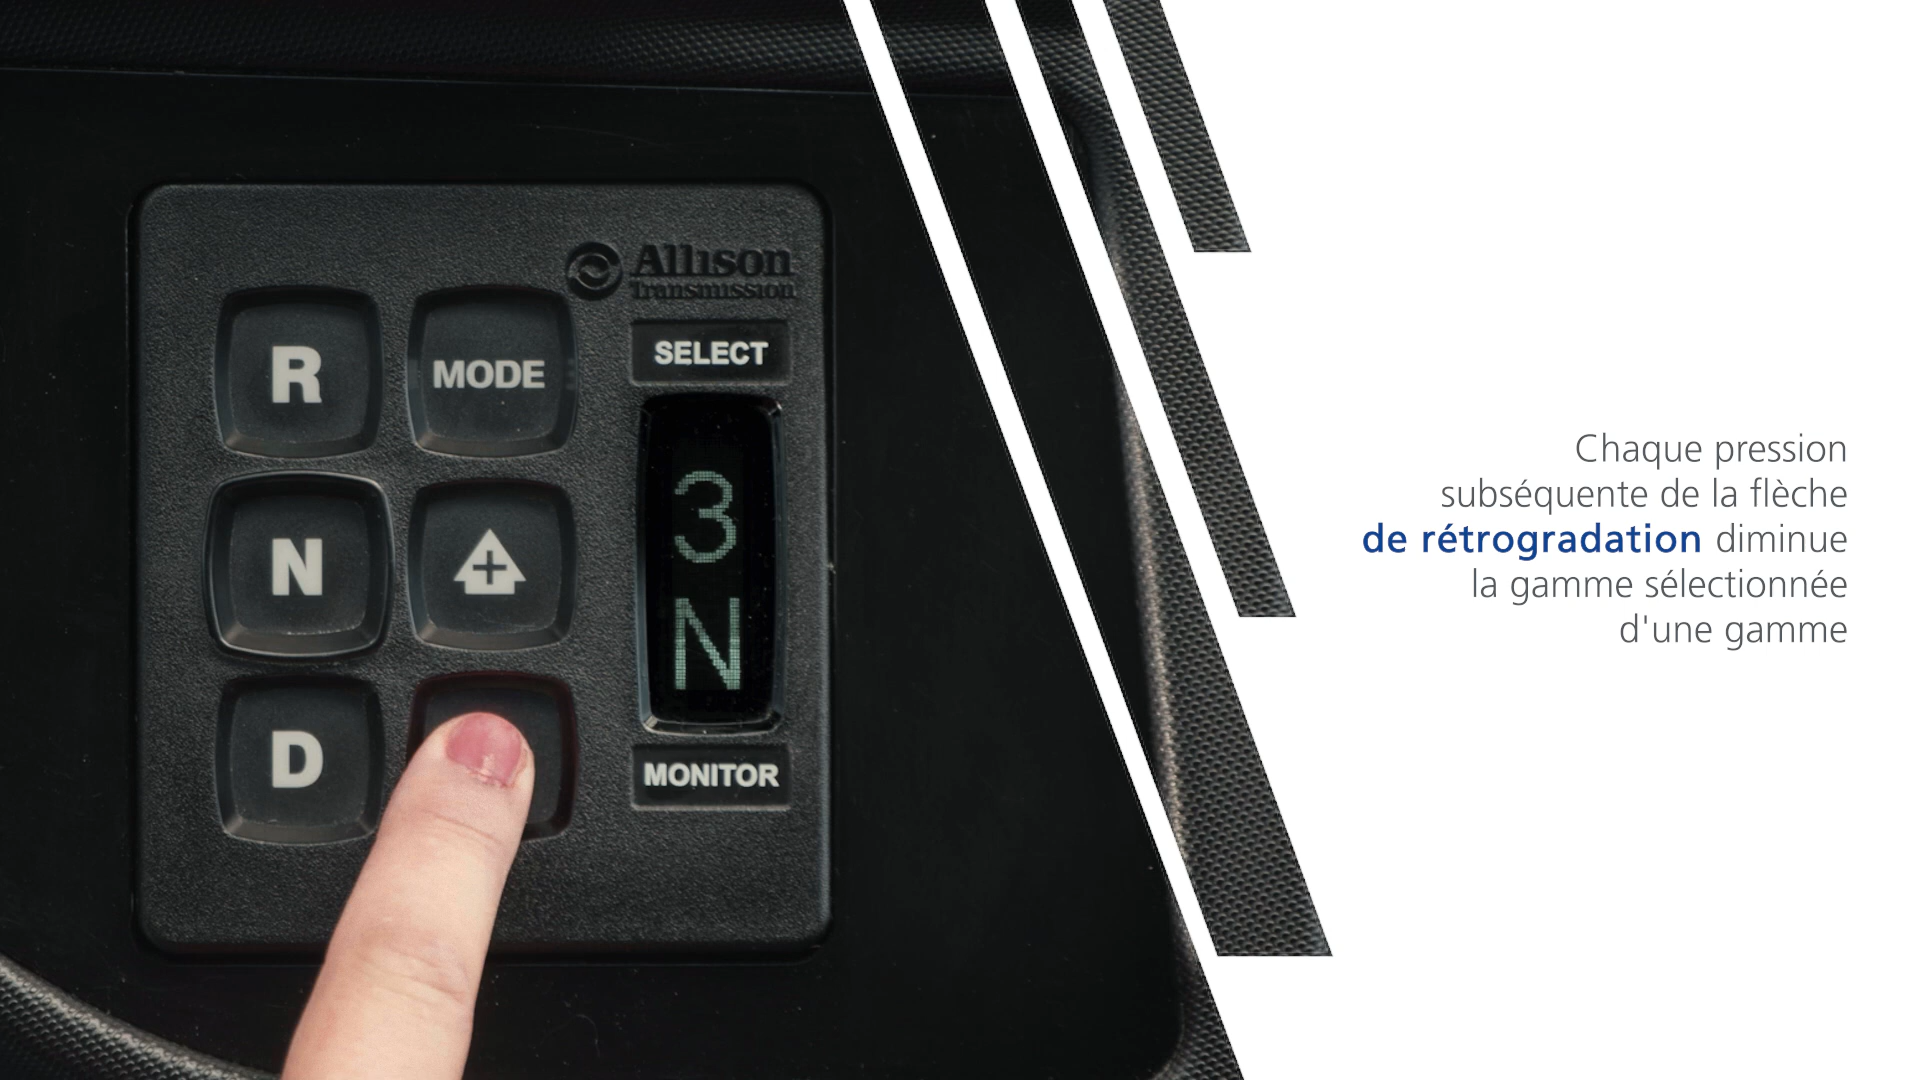 Allison
Transmission
R
MODE
SELECT
3
N
+
N
D
MONITOR
Chaque pression
subséquente de la flèche
de rétrogradation diminue
la gamme sélectionnée
d'une gamme